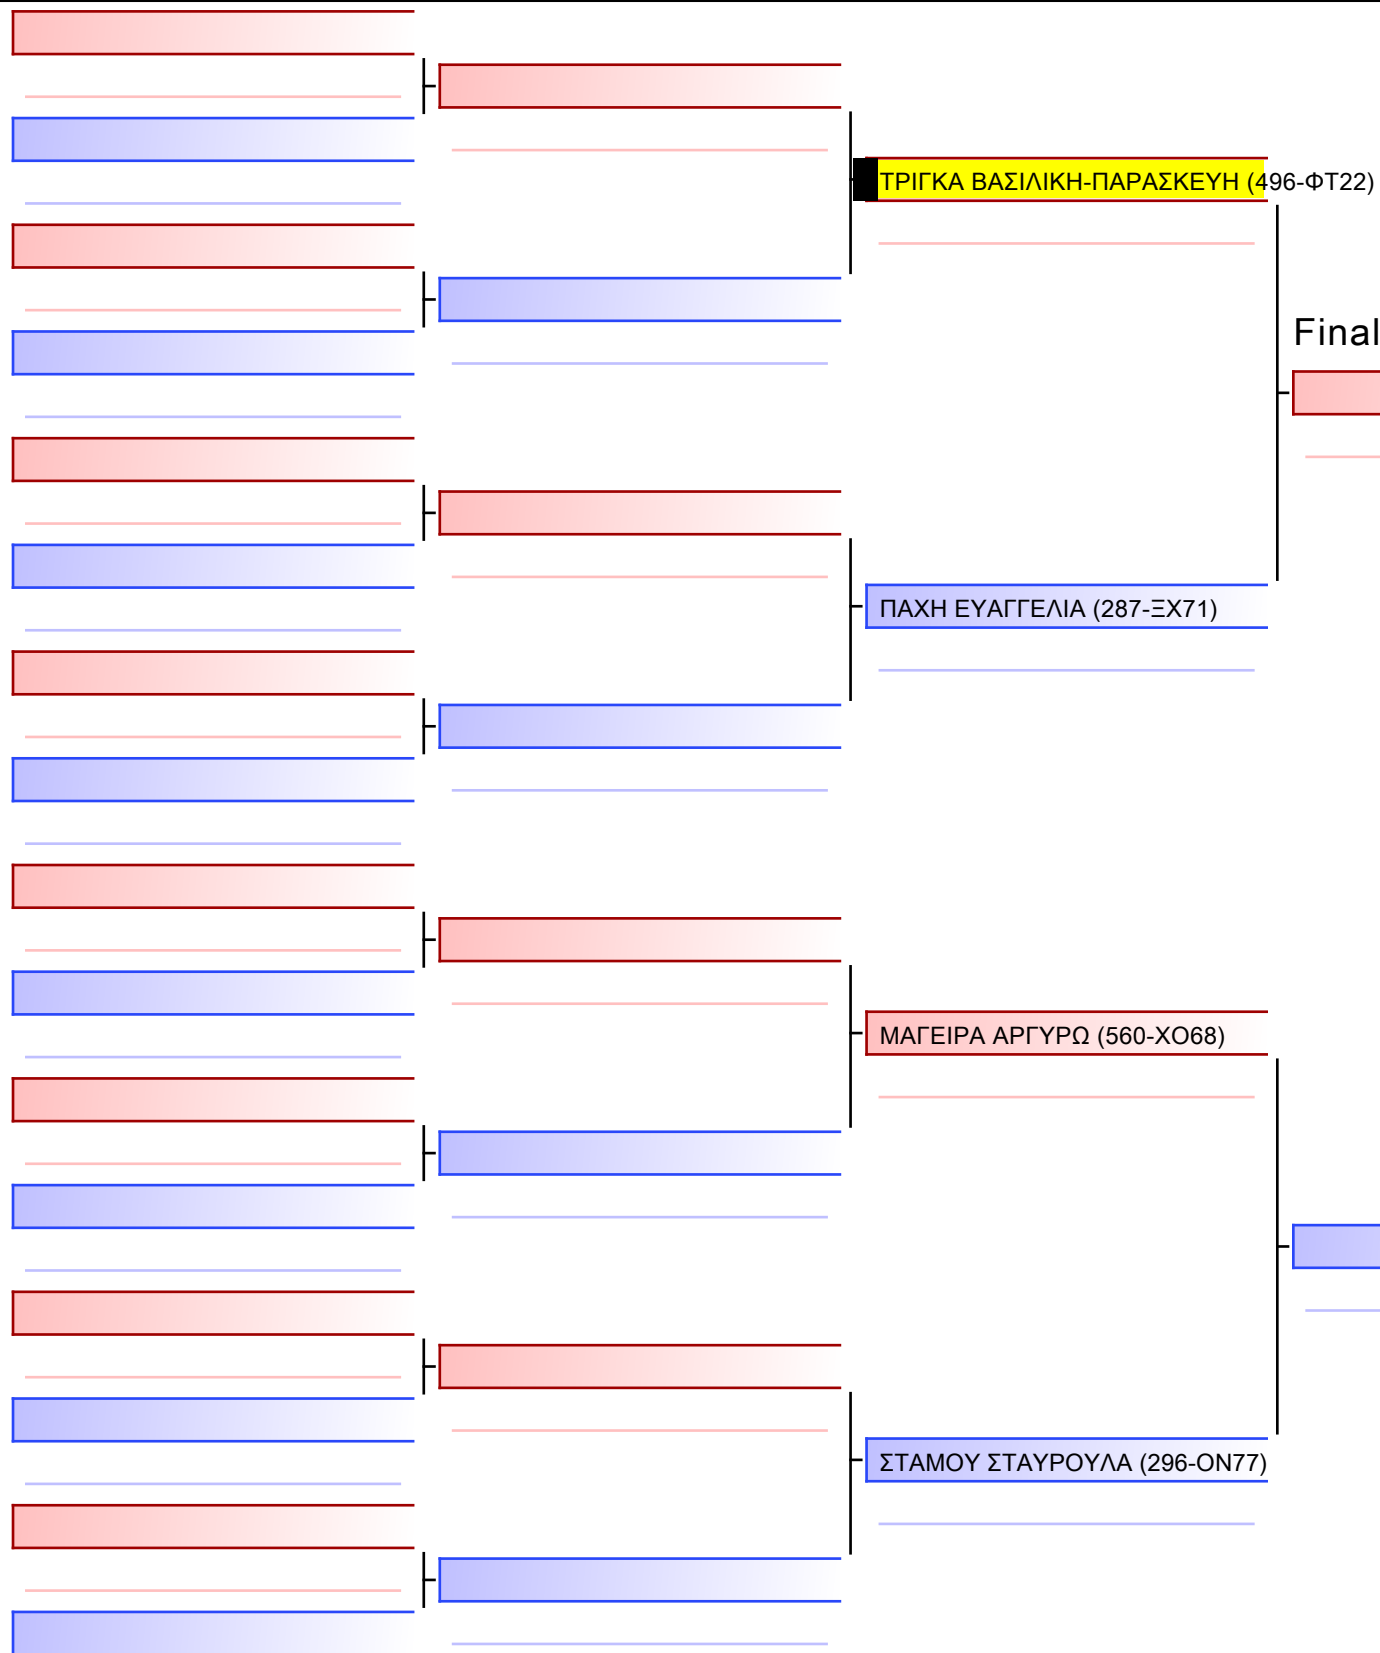 ΤΡΙΓΚΑ ΒΑΣΙΛΙΚΗ-ΠΑΡΑΣΚΕΥΗ (496-ΦΤ22)
Final
ΠΑΧΗ ΕΥΑΓΓΕΛΙΑ (287-ΞΧ71)
ΜΑΓΕΙΡΑ ΑΡΓΥΡΩ (560-ΧΟ68)
ΣΤΑΜΟΥ ΣΤΑΥΡΟΥΛΑ (296-ΟΝ77)